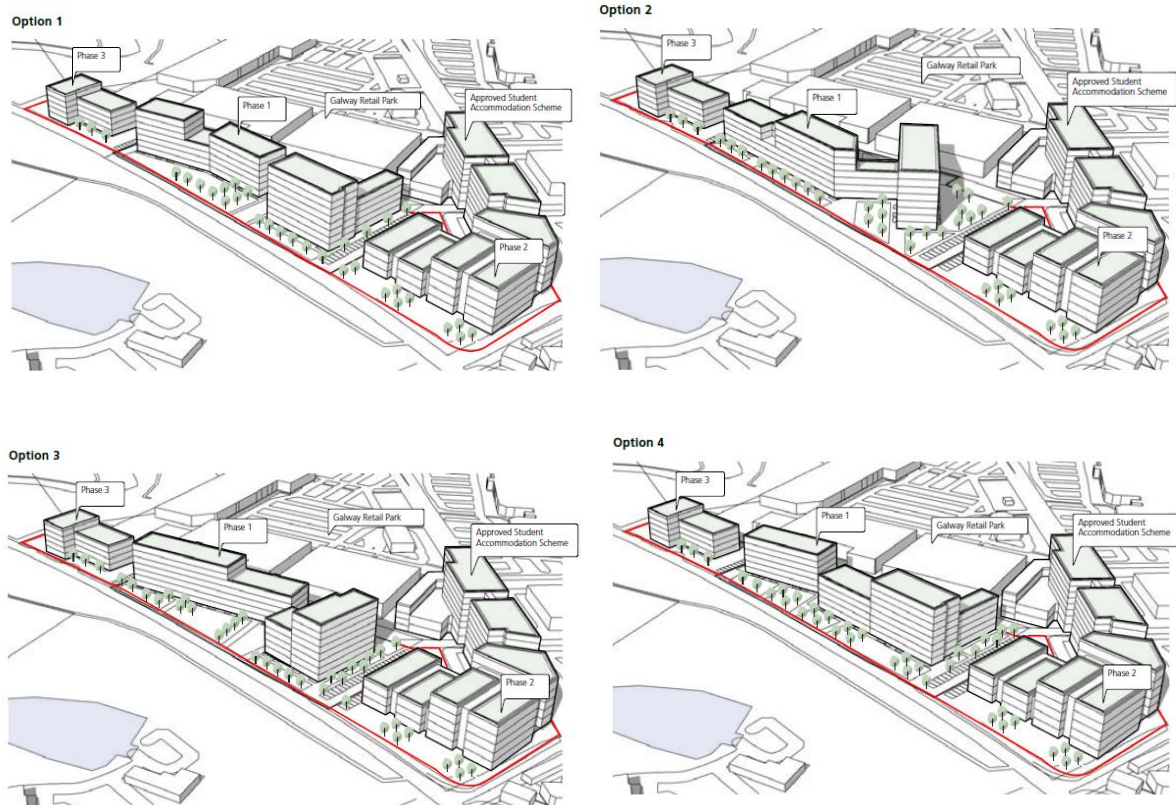 Option 1
Phase 3
Phase 1
Galway Retail Park
Approved Student
Accommodation Scheme
Phase 2
Option 2
Phase 3
Phase 1
Galway Retail Park
Approved Student
Accommodation Scheme
Phase 2
Option 3
Phase 3
Phase 1
Galway Retail Park
Approved Student
Accommodation Scheme
Phase 2
Option 4
Phase 3
Phase 1
Galway Retail Park
Approved Student
Accommodation Scheme
Phase 2